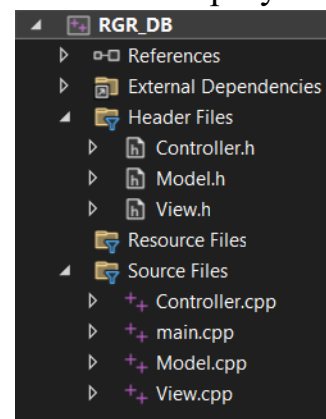 RGR_DB
References
External Dependencies
Header Files
Controller.h
Model.h
View.h
Resource Files
Source Files
Controller.cpp
main.cpp
Model.cpp
View.cpp